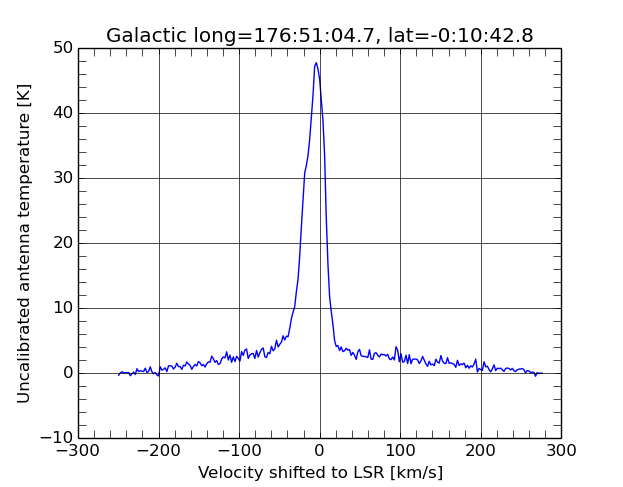 Galactic long=176:51:04.7, lat=-0:10:42.8
Uncalibrated antenna temperature [K]
50
40
30
20
10
0
−10
−300 −200 −100 0 100 200 300
Velocity shifted to LSR [km/s]